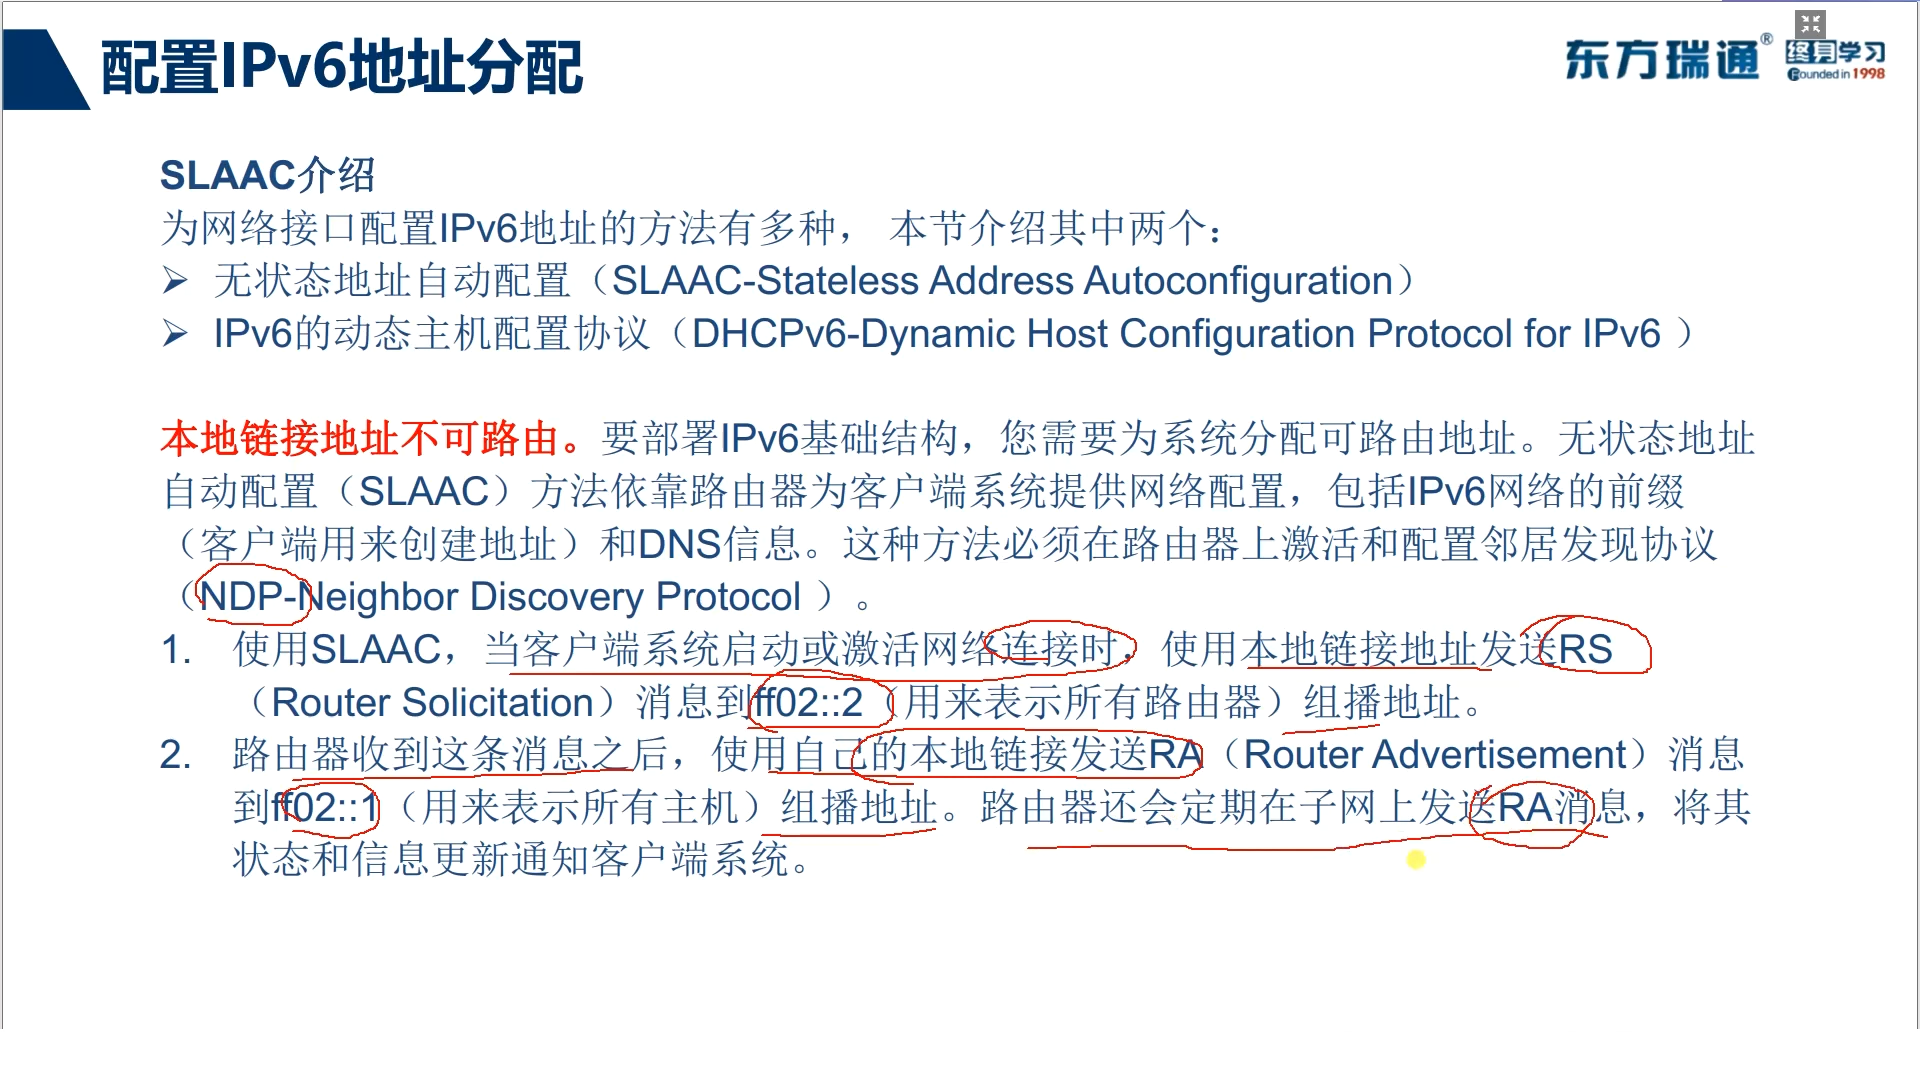 配置IPv6地址分配
东方瑞通® 终身学习
Founded in 1998
SLAAC介绍
为网络接口配置IPv6地址的方法有多种， 本节介绍其中两个：
➢ 无状态地址自动配置（SLAAC-Stateless Address Autoconfiguration）
➢ IPv6的动态主机配置协议（DHCPv6-Dynamic Host Configuration Protocol for IPv6 ）
本地链接地址不可路由。要部署IPv6基础结构，您需要为系统分配可路由地址。无状态地址
自动配置（SLAAC）方法依靠路由器为客户端系统提供网络配置，包括IPv6网络的前缀
（客户端用来创建地址）和DNS信息。这种方法必须在路由器上激活和配置邻居发现协议
（NDP-Neighbor Discovery Protocol ）。
1. 使用SLAAC，当客户端系统启动或激活网络连接时，使用本地链接地址发送RS
（Router Solicitation）消息到ff02::2（用来表示所有路由器）组播地址。
2. 路由器收到这条消息之后，使用自己的本地链接发送RA（Router Advertisement）消息
到ff02::1（用来表示所有主机）组播地址。路由器还会定期在子网上发送RA消息，将其
状态和信息更新通知客户端系统。